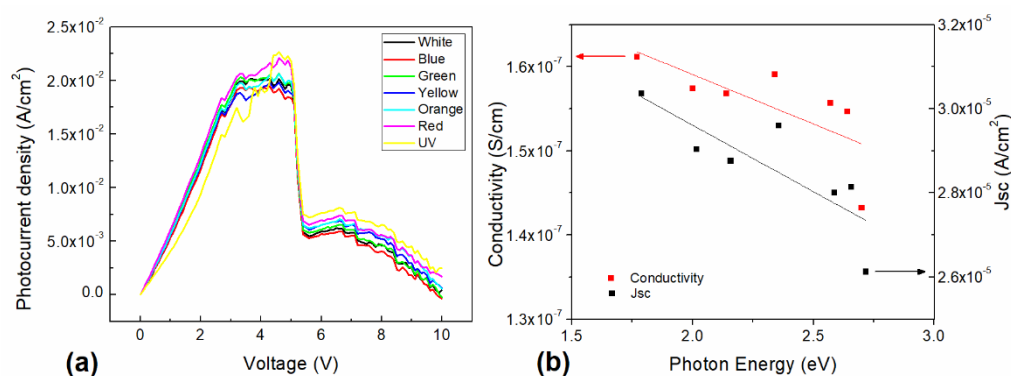 2.5x10⁻²
2.0x10⁻²
1.5x10⁻²
1.0x10⁻²
5.0x10⁻³
0.0
Photocurrent density (A/cm²)
0 2 4 6 8 10
Voltage (V)
White
Blue
Green
Yellow
Orange
Red
UV
(a)
1.6x10⁻⁷
1.5x10⁻⁷
1.4x10⁻⁷
1.3x10⁻⁷
Conductivity (S/cm)
1.5 2.0 2.5 3.0
Photon Energy (eV)
Conductivity
Jsc
3.2x10⁻⁵
3.0x10⁻⁵
2.8x10⁻⁵
2.6x10⁻⁵
Jsc (A/cm²)
(b)